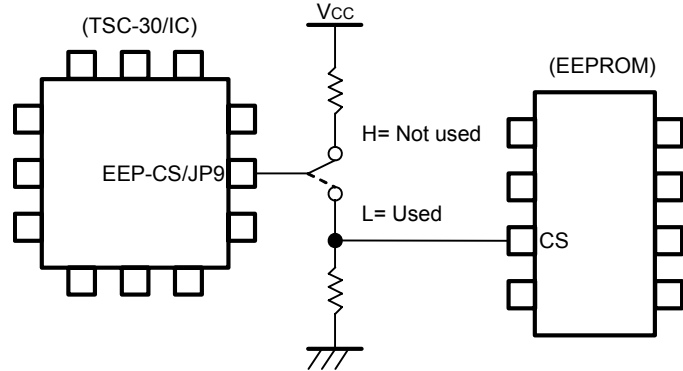 VCC
(TSC-30/IC)
(EEPROM)
H= Not used
EEP-CS/JP9
L= Used
CS